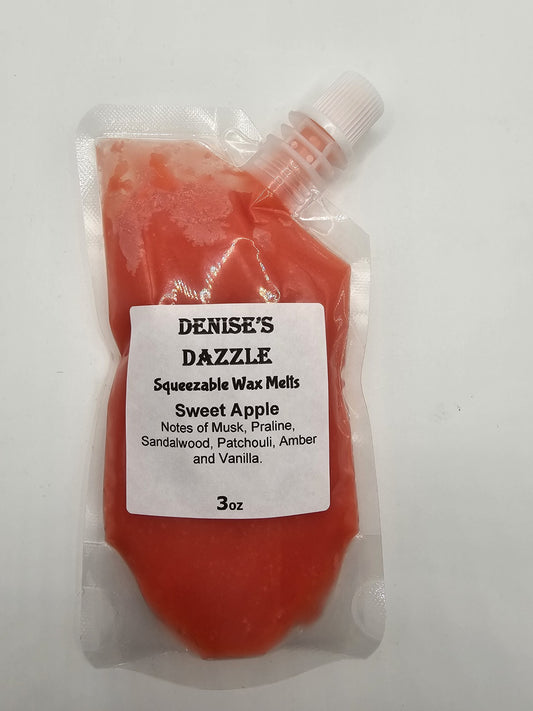 DENISE'S
DAZZLE
Squeezable Wax Melts
Sweet Apple
Notes of Musk, Praline,
Sandalwood, Patchouli, Amber
and Vanilla.
3oz